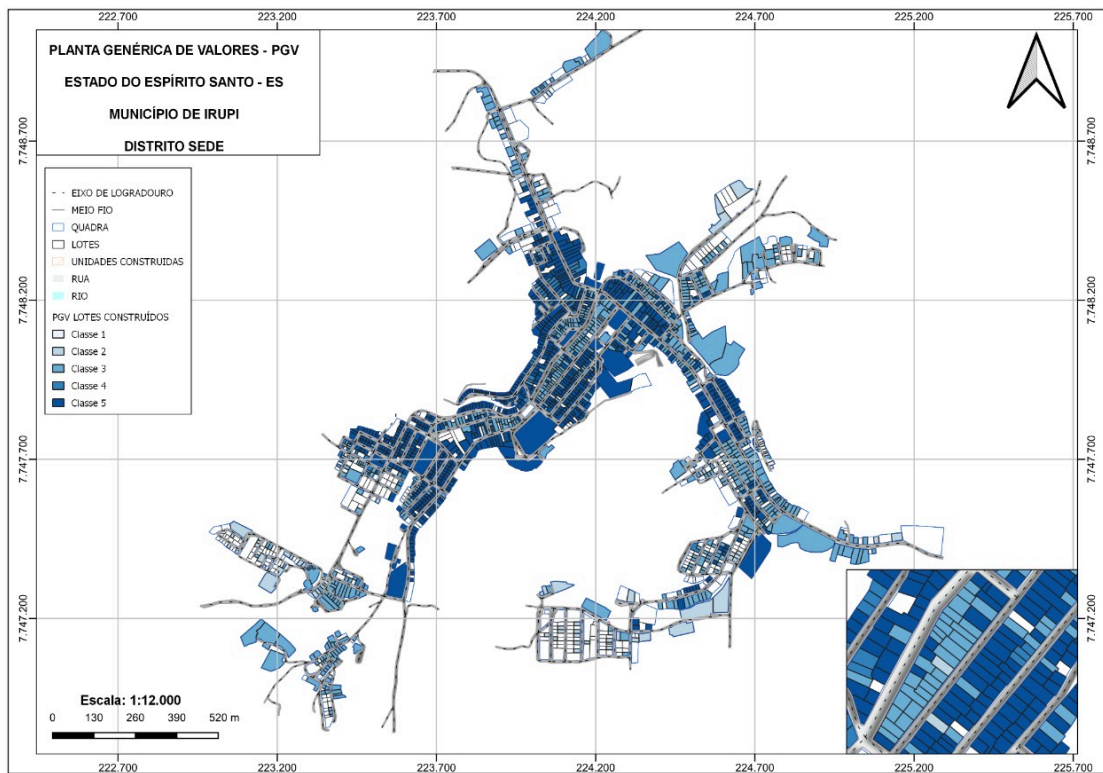 222.700 223.200 223.700 224.200 224.700 225.200 225.700
PLANTA GENÉRICA DE VALORES - PGV
ESTADO DO ESPÍRITO SANTO - ES
MUNICÍPIO DE IRUPI
DISTRITO SEDE
EIXO DE LOGRADOURO
MEIO FIO
QUADRA
LOTES
UNIDADES CONSTRUIDAS
RUA
RIO
PGV LOTES CONSTRUÍDOS
Classe 1
Classe 2
Classe 3
Classe 4
Classe 5
7.748.700 7.748.700
7.748.200 7.748.200
7.747.700 7.747.700
7.747.200 7.747.200
Escala: 1:12.000
0 130 260 390 520 m
222.700 223.200 223.700 224.200 224.700 225.200 225.700